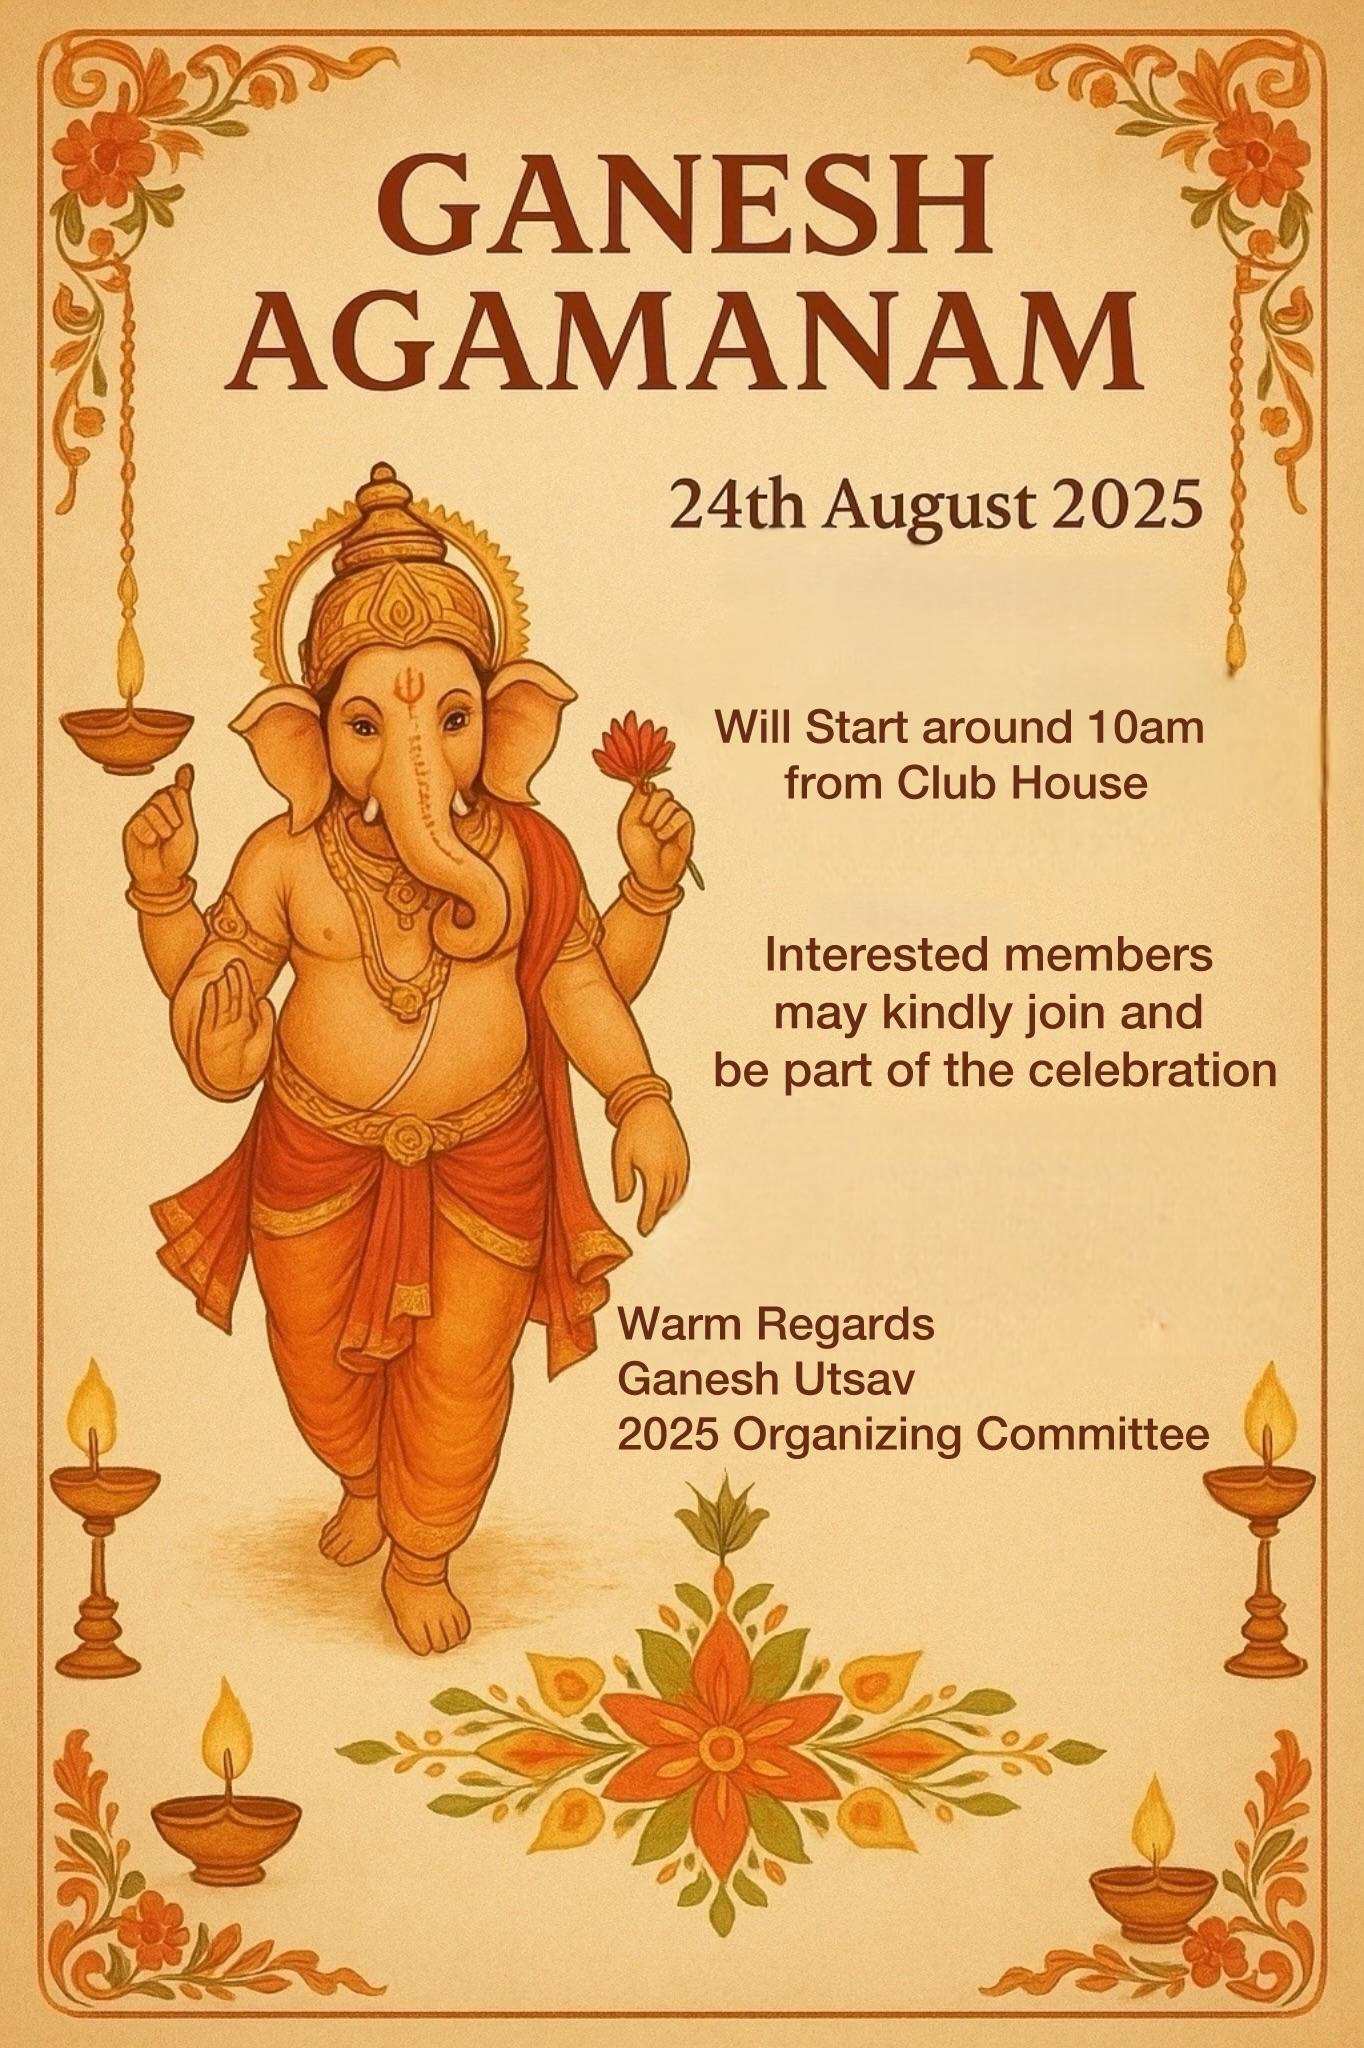 GANESH
AGAMANAM
24th August 2025
Will Start around 10am
from Club House
Interested members
may kindly join and
be part of the celebration
Warm Regards
Ganesh Utsav
2025 Organizing Committee